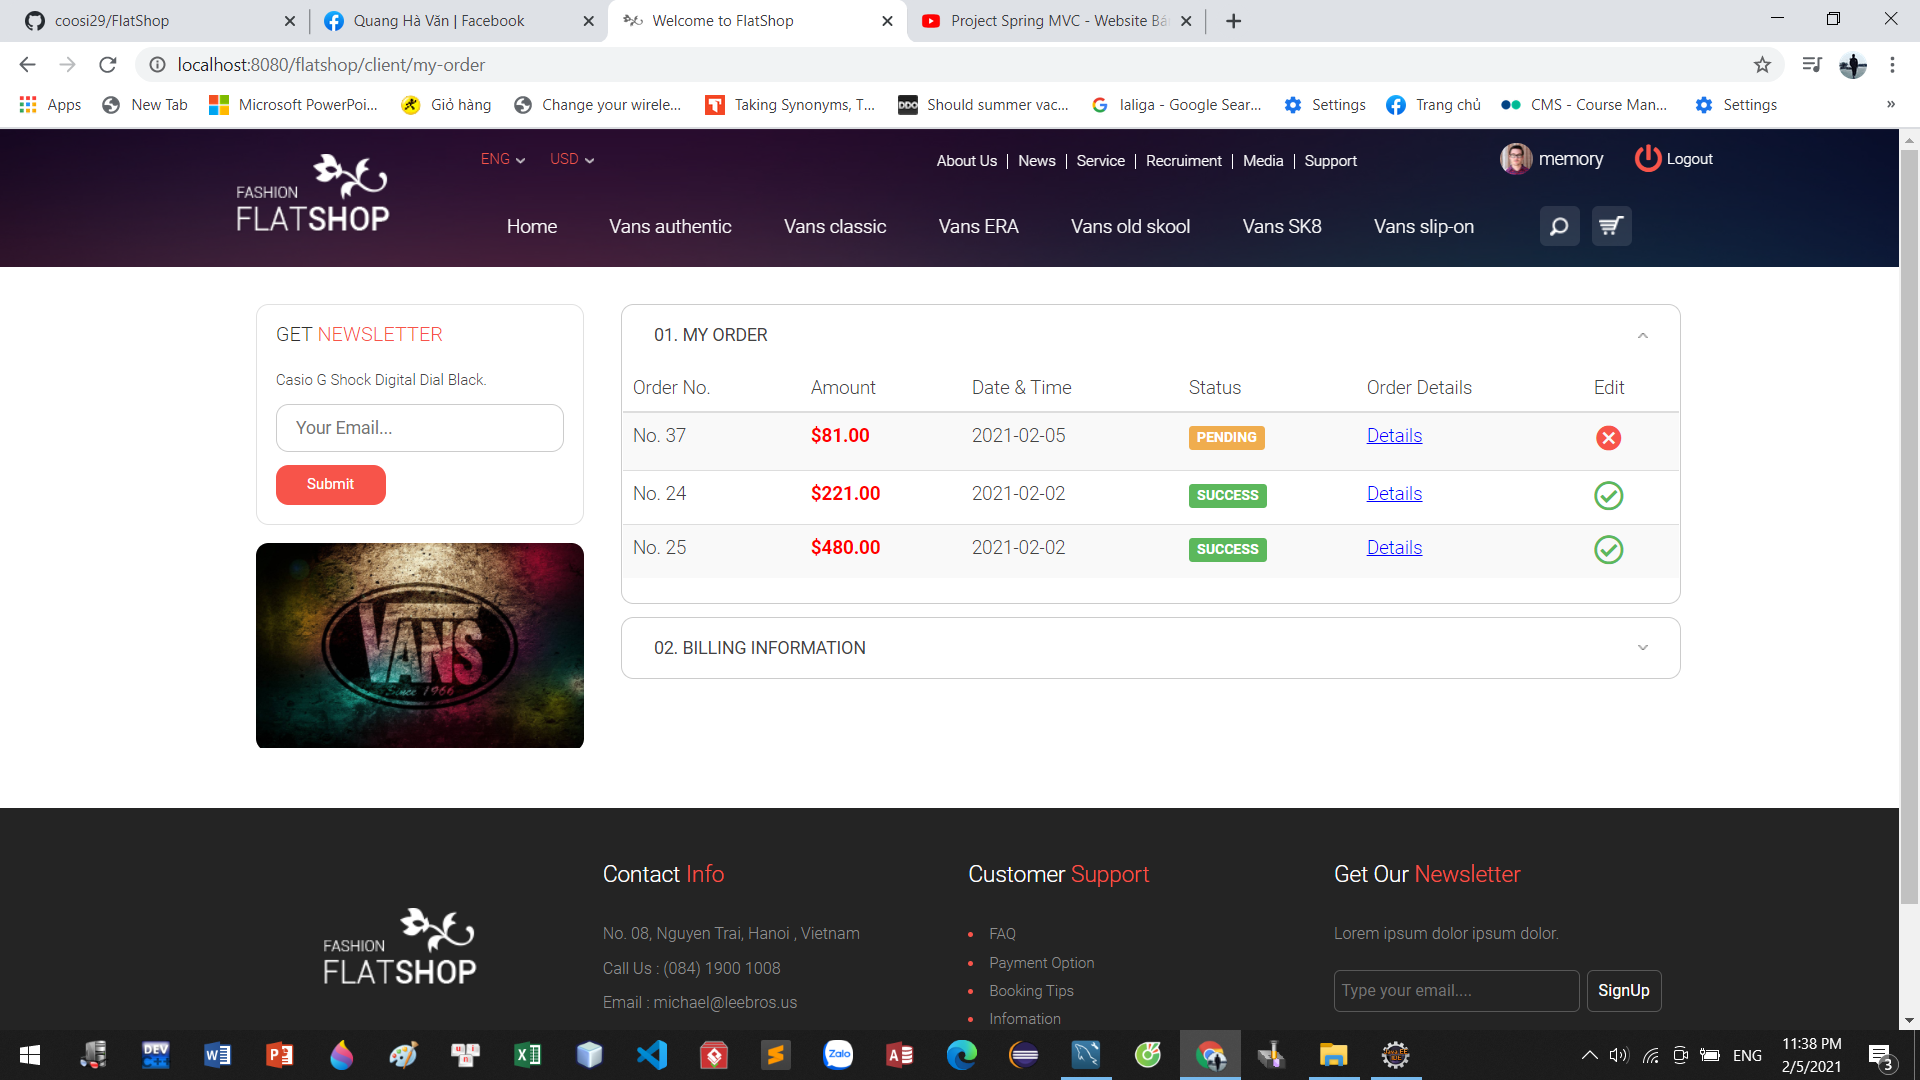 coosi29/FlatShop
Quang Hà Văn | Facebook
Welcome to FlatShop
Project Spring MVC - Website Bá
localhost:8080/flatshop/client/my-order
Apps
New Tab
Microsoft PowerPoi...
Giỏ hàng
Change your wirele...
Taking Synonyms, T...
DDO
Should summer vac...
laliga - Google Sear...
Settings
Trang chủ
CMS - Course Man...
Settings
»
FASHION
FLATSHOP
ENG
USD
About Us | News | Service | Recruiment | Media | Support
memory
Logout
Home
Vans authentic
Vans classic
Vans ERA
Vans old skool
Vans SK8
Vans slip-on
GET NEWSLETTER
Casio G Shock Digital Dial Black.
Your Email...
Submit
VANS
Since 1966
01. MY ORDER
Order No. Amount Date & Time Status Order Details Edit
No. 37 $81.00 2021-02-05 PENDING Details
No. 24 $221.00 2021-02-02 SUCCESS Details
No. 25 $480.00 2021-02-02 SUCCESS Details
02. BILLING INFORMATION
FASHION
FLATSHOP
Contact Info
No. 08, Nguyen Trai, Hanoi , Vietnam
Call Us : (084) 1900 1008
Email : michael@leebros.us
Customer Support
FAQ
Payment Option
Booking Tips
Infomation
Get Our Newsletter
Lorem ipsum dolor ipsum dolor.
Type your email....
SignUp
DEV
C++
Zalo
ENG
11:38 PM
2/5/2021
3